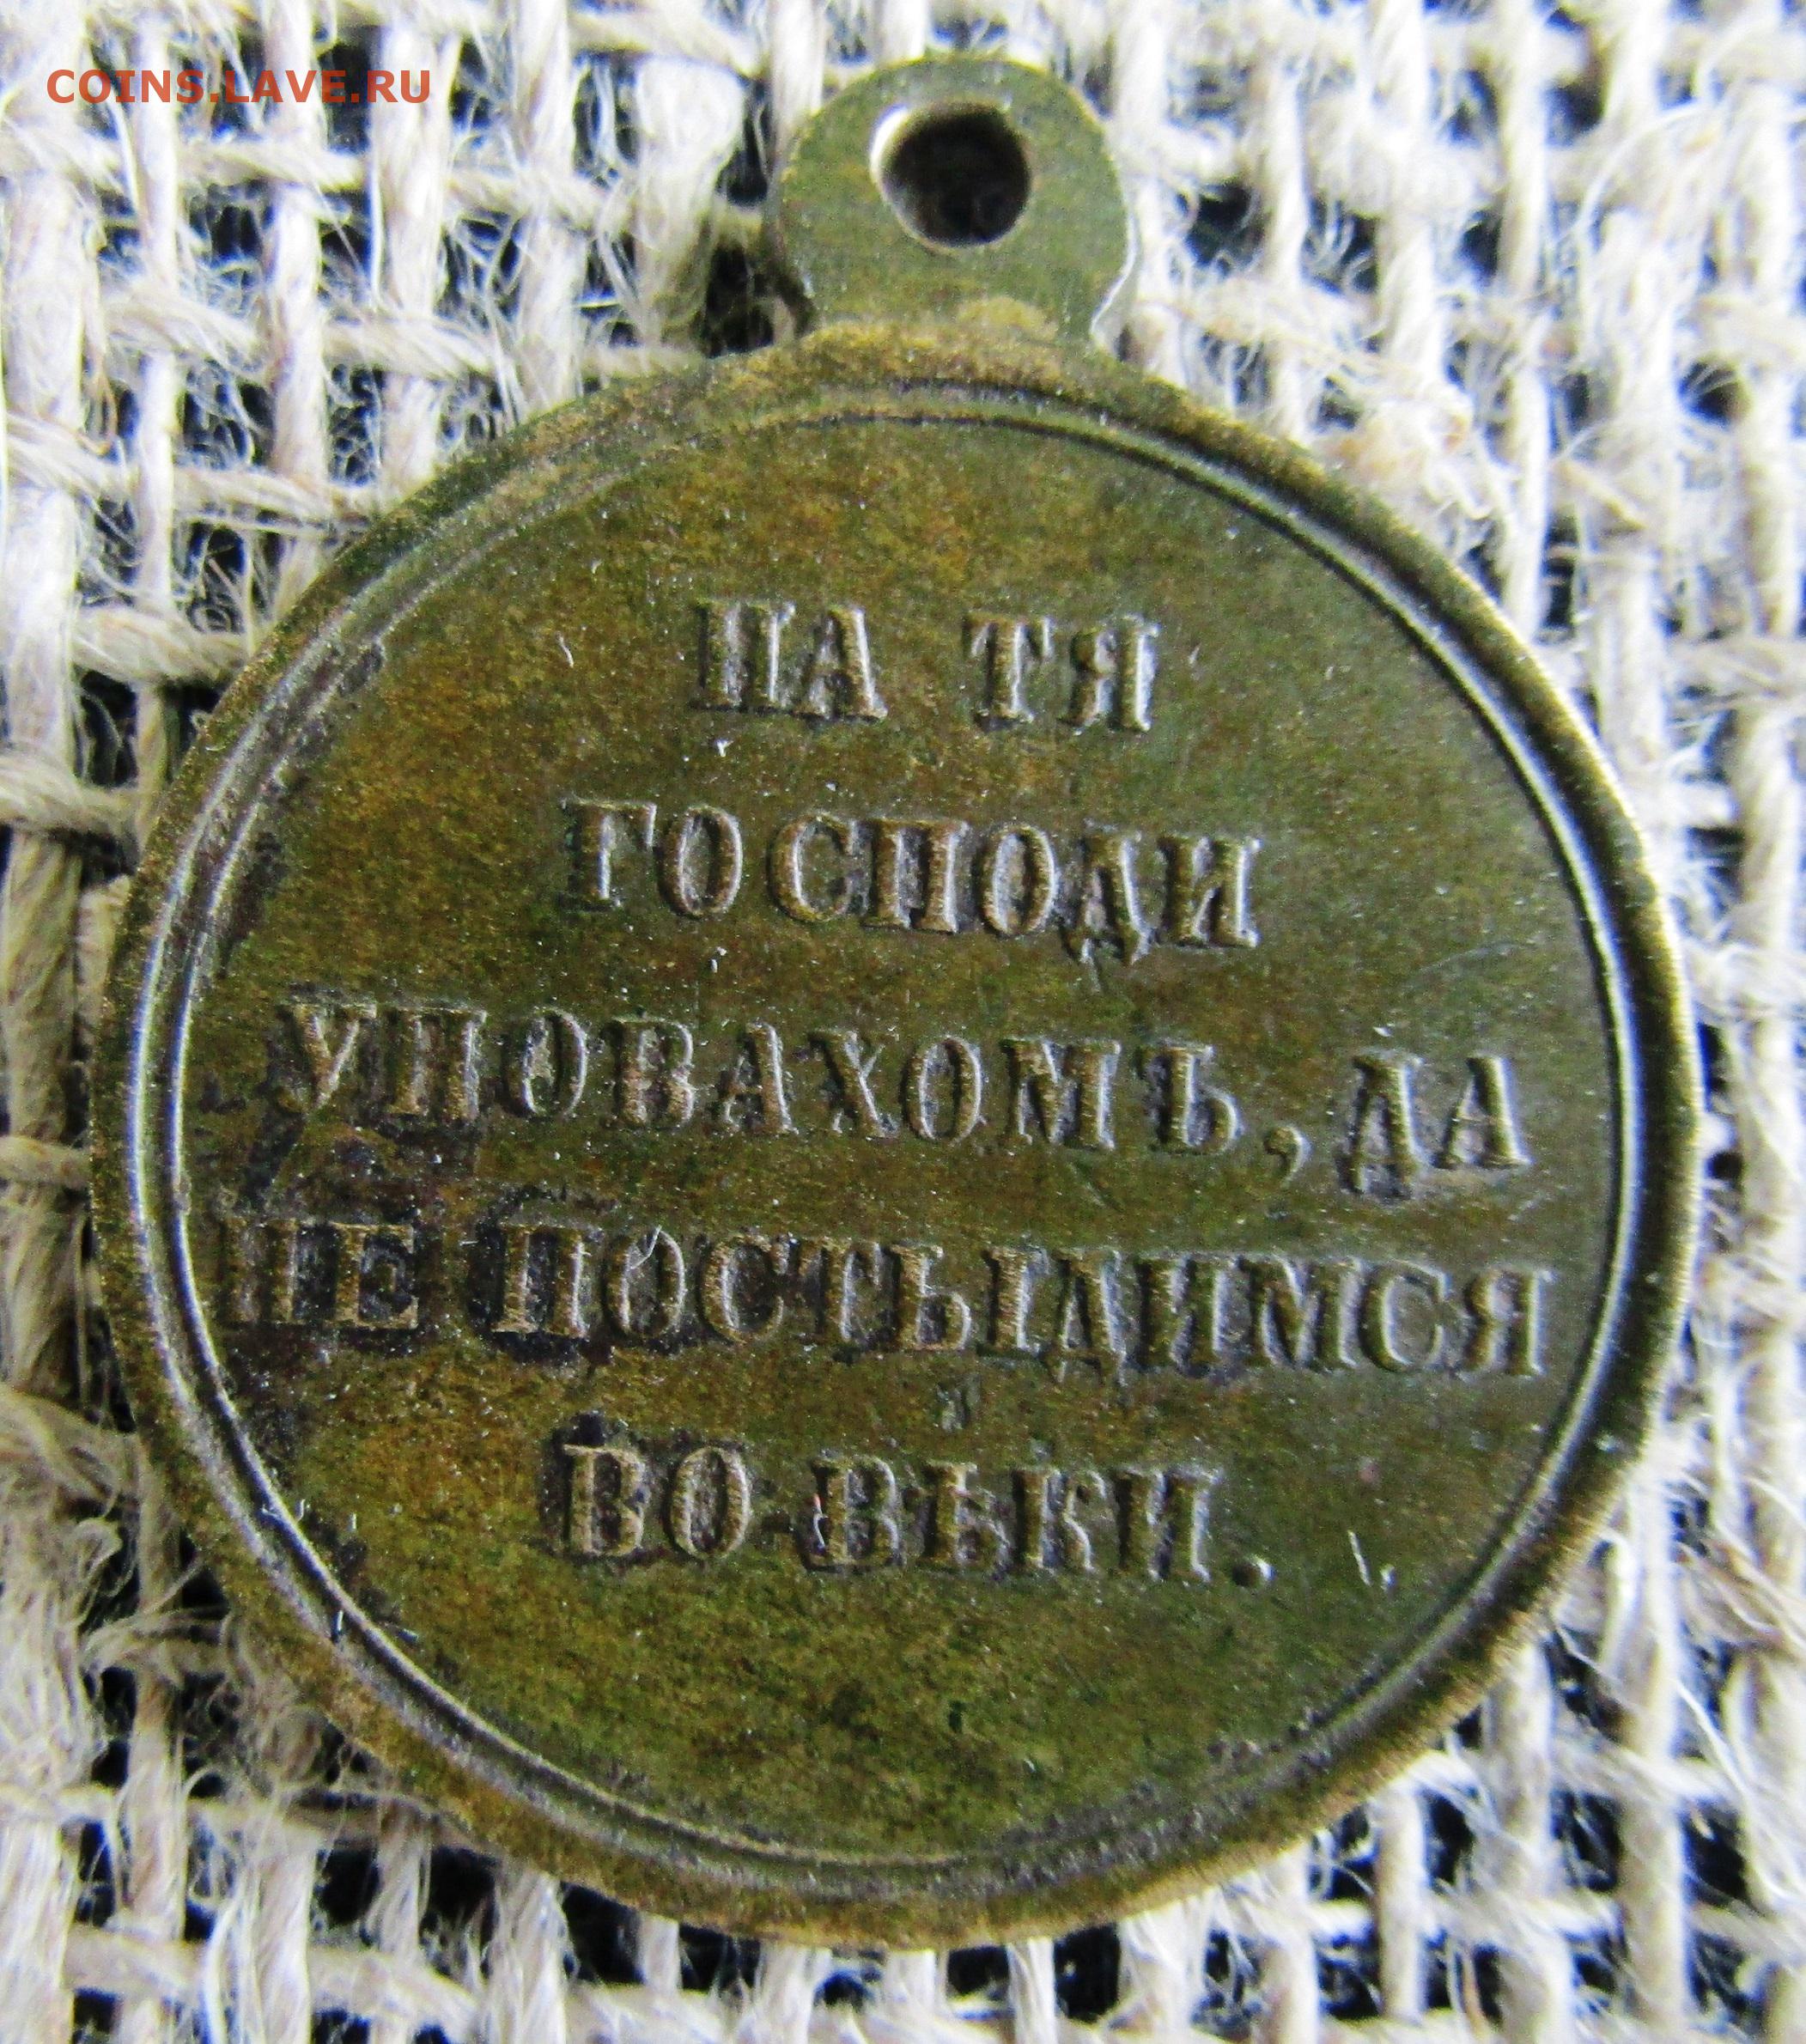 COINS.LAVE.RU
НА ТЯ
ГОСПОДИ
УПОВАХОМЪ, ДА
НЕ ПОСТЫДИМСЯ
ВО ВѢКИ.